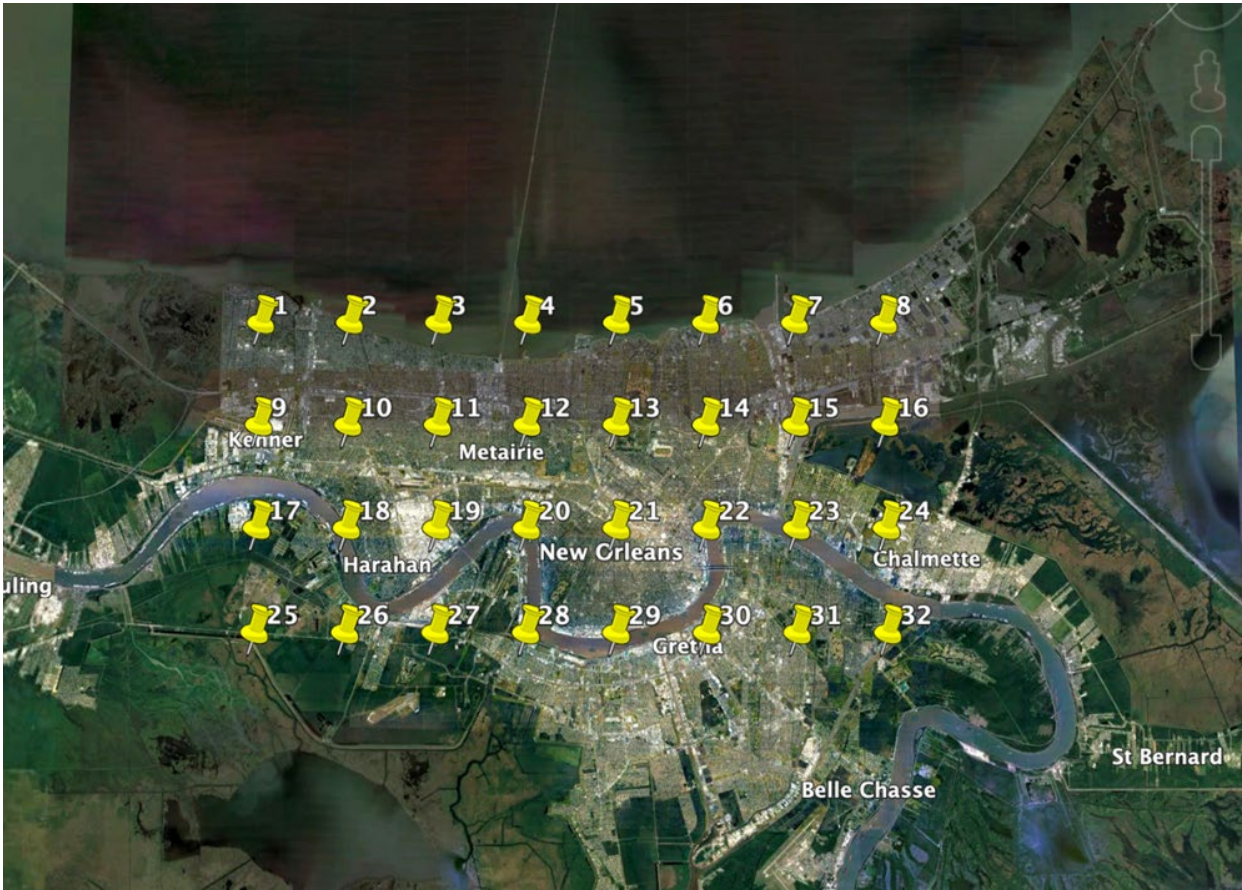 1 2 3 4 5 6 7 8
9 10 11 12 13 14 15 16
Kenner
Metairie
17 18 19 20 21 22 23 24
New Orleans
Chalmette
Harahan
uling
25 26 27 28 29 30 31 32
Gretna
St Bernard
Belle Chasse